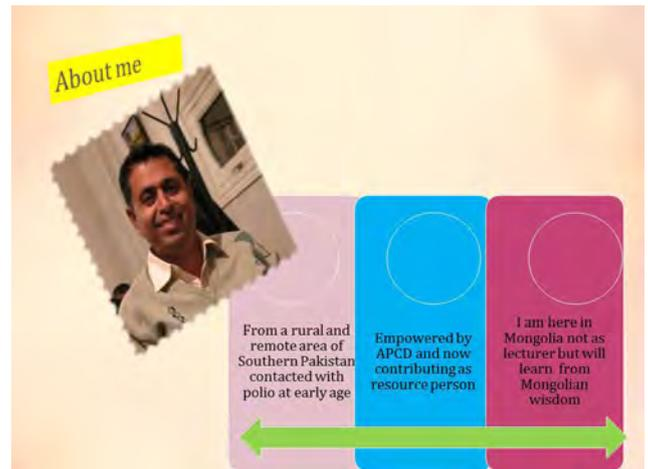 About me
From a rural and
remote area of
Southern Pakistan
contacted with
polio at early age
Empowered by
APCD and now
contributing as
resource person
I am here in
Mongolia not as
lecturer but will
learn from
Mongolian
wisdom